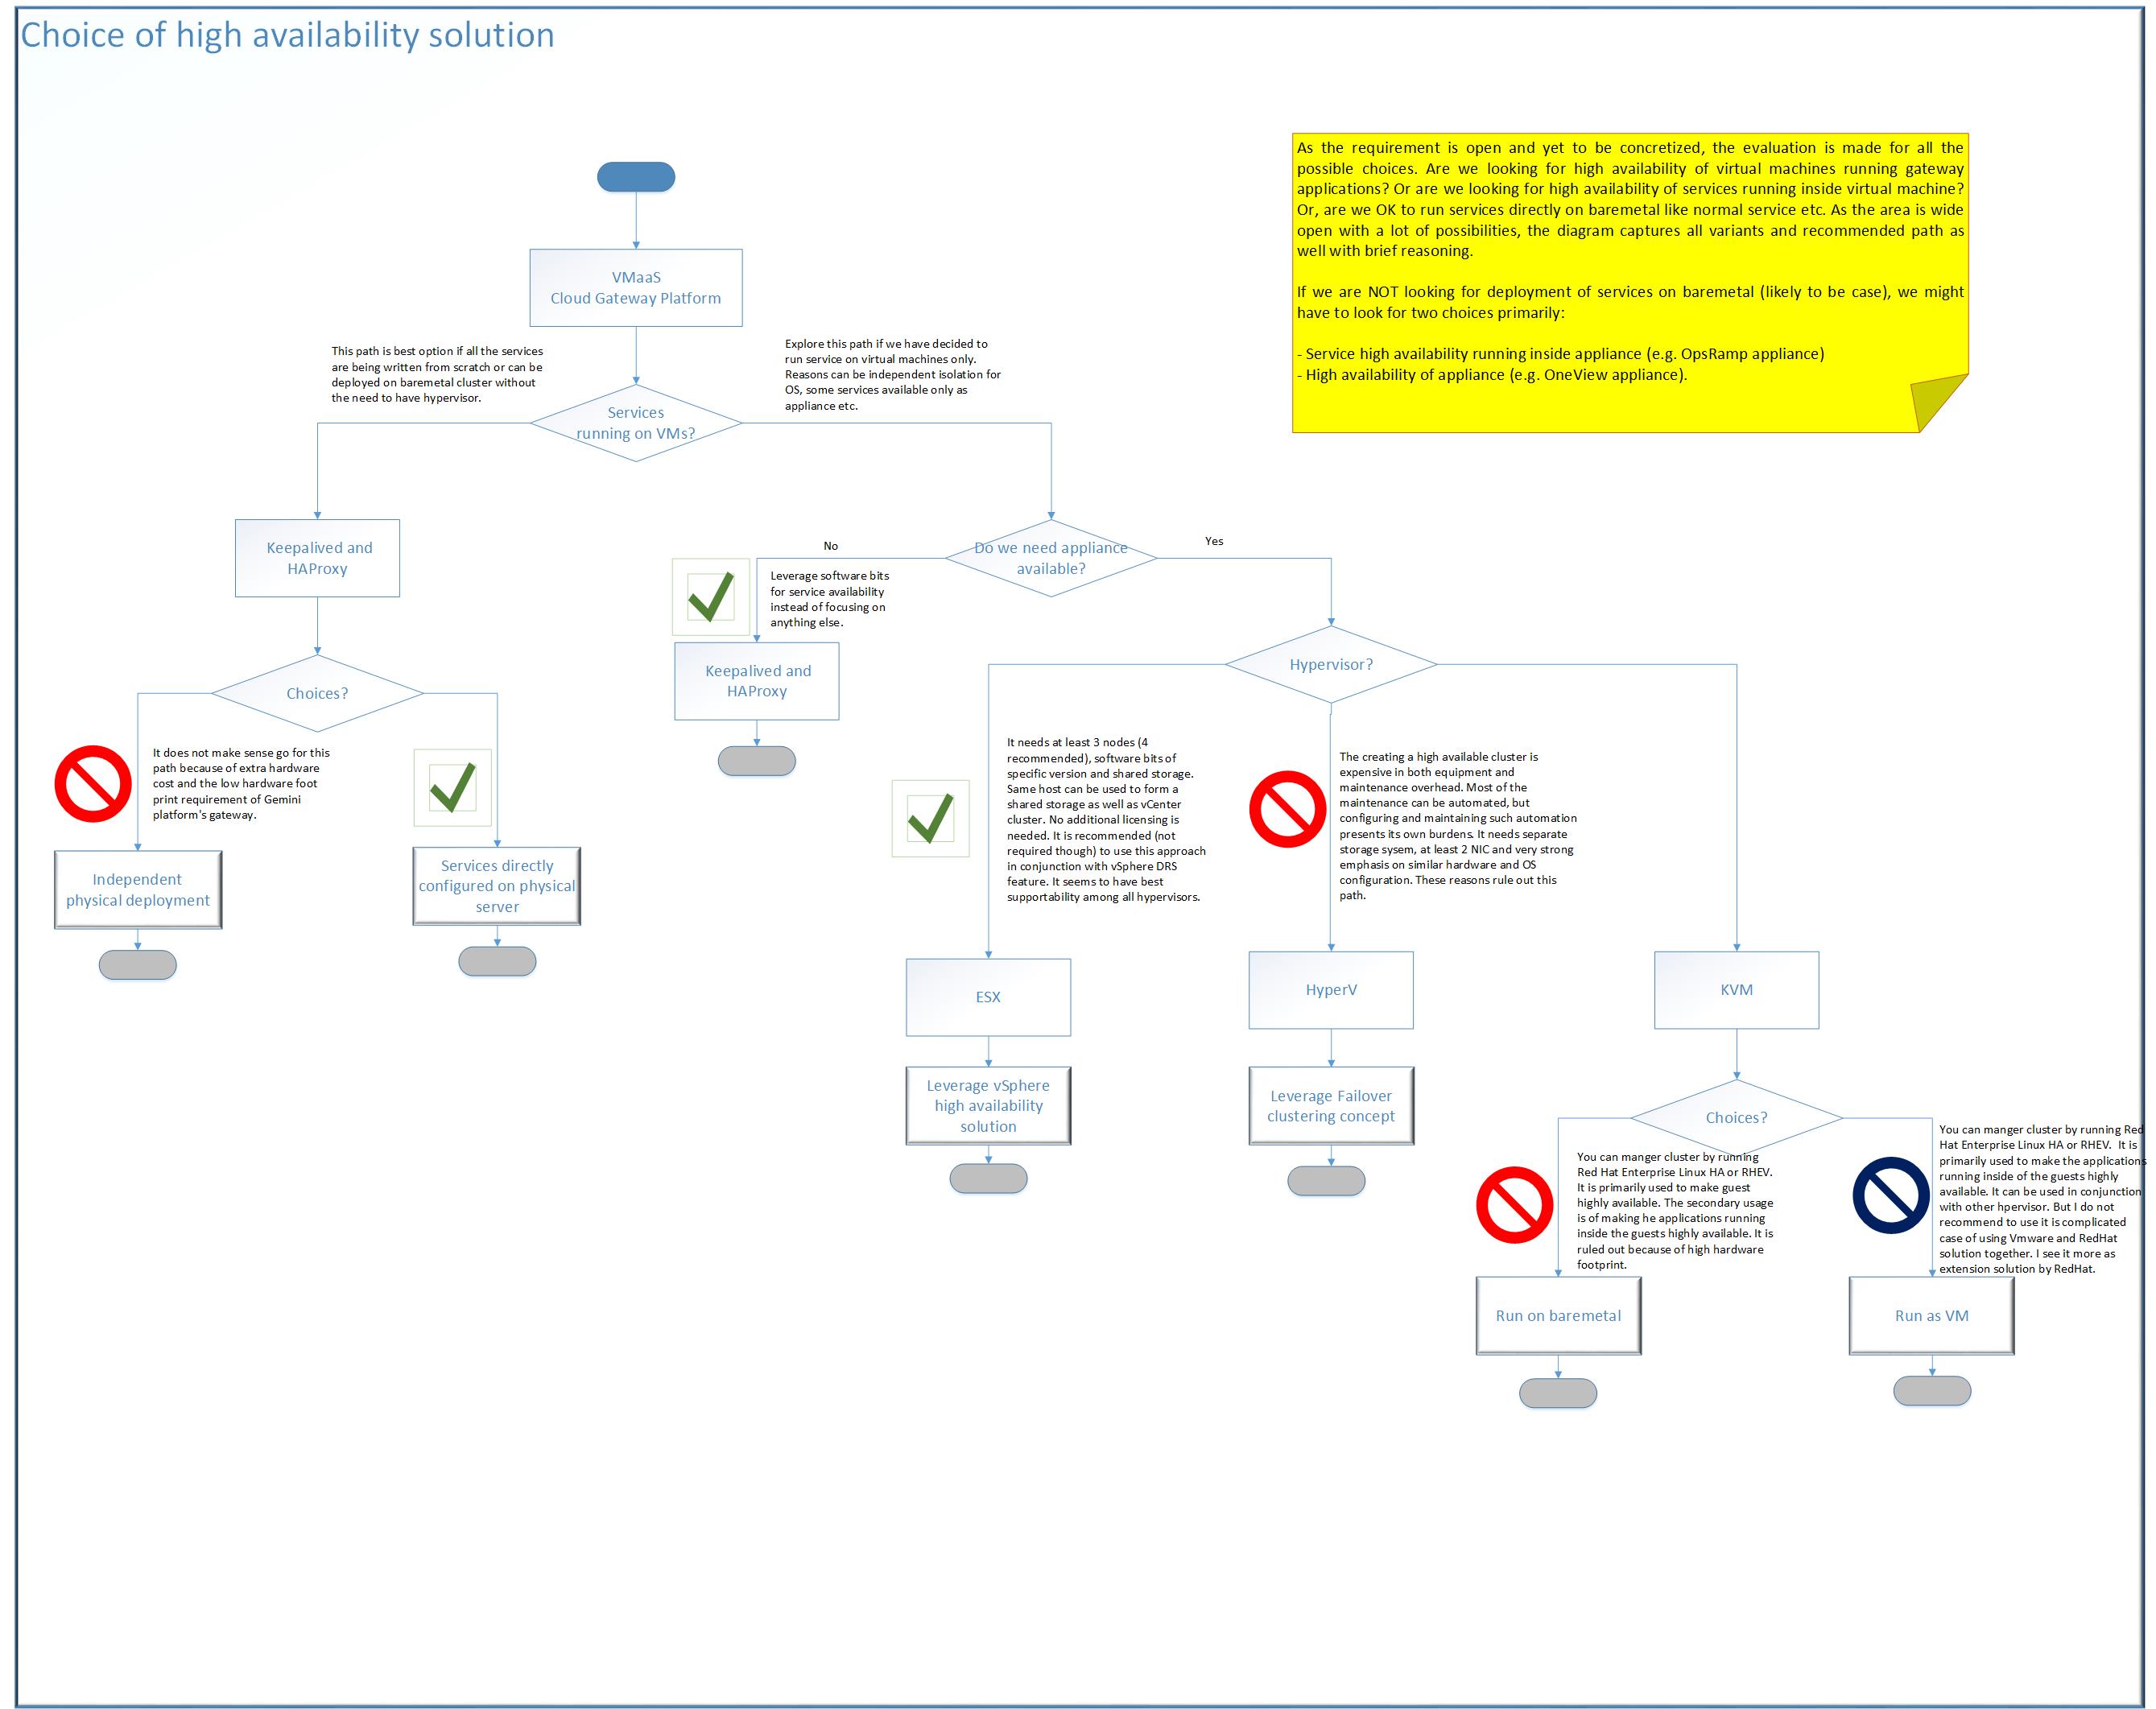 Choice of high availability solution
As the requirement is open and yet to be concretized, the evaluation is made for all the
possible choices. Are we looking for high availability of virtual machines running gateway
applications? Or are we looking for high availability of services running inside virtual machine?
Or, are we OK to run services directly on baremetal like normal service etc. As the area is wide
open with a lot of possibilities, the diagram captures all variants and recommended path as
well with brief reasoning.
If we are NOT looking for deployment of services on baremetal (likely to be case), we might
have to look for two choices primarily:
- Service high availability running inside appliance (e.g. OpsRamp appliance)
- High availability of appliance (e.g. OneView appliance).
VMaaS
Cloud Gateway Platform
This path is best option if all the services
are being written from scratch or can be
deployed on baremetal cluster without
the need to have hypervisor.
Explore this path if we have decided to
run service on virtual machines only.
Reasons can be independent isolation for
OS, some services available only as
appliance etc.
Services
running on VMs?
Keepalived and
HAProxy
No
Do we need appliance
available?
Yes
Leverage software bits
for service availability
instead of focusing on
anything else.
Keepalived and
HAProxy
Hypervisor?
Choices?
It does not make sense go for this
path because of extra hardware
cost and the low hardware foot
print requirement of Gemini
platform's gateway.
Independent
physical deployment
Services directly
configured on physical
server
It needs at least 3 nodes (4
recommended), software bits of
specific version and shared storage.
Same host can be used to form a
shared storage as well as vCenter
cluster. No additional licensing is
needed. It is recommended (not
required though) to use this approach
in conjunction with vSphere DRS
feature. It seems to have best
supportability among all hypervisors.
The creating a high available cluster is
expensive in both equipment and
maintenance overhead. Most of the
maintenance can be automated, but
configuring and maintaining such automation
presents its own burdens. It needs separate
storage sysem, at least 2 NIC and very strong
emphasis on similar hardware and OS
configuration. These reasons rule out this
path.
ESX
HyperV
KVM
Leverage vSphere
high availability
solution
Leverage Failover
clustering concept
Choices?
You can manger cluster by running
Red Hat Enterprise Linux HA or RHEV.
It is primarily used to make guest
highly available. The secondary usage
is of making he applications running
inside the guests highly available. It is
ruled out because of high hardware
footprint.
You can manger cluster by running Red
Hat Enterprise Linux HA or RHEV.  It is
primarily used to make the applications
running inside of the guests highly
available. It can be used in conjunction
with other hpervisor. But I do not
recommend to use it is complicated
case of using Vmware and RedHat
solution together. I see it more as
extension solution by RedHat.
Run on baremetal
Run as VM